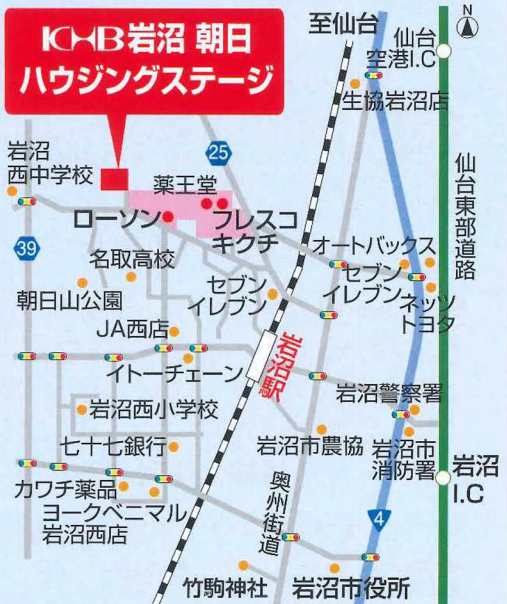 KHB岩沼 朝日
ハウジングステージ
至仙台
仙台
空港I.C
N
生協岩沼店
25
岩沼
西中学校
薬王堂
仙台東部道路
ローソン
フレスコ
キクチ
39
名取高校
オートバックス
セブン
イレブン
セブン
イレブン
ネッツ
トヨタ
朝日山公園
JA西店
岩沼駅
イトーチェーン
岩沼警察署
岩沼西小学校
岩沼市農協
岩沼市
消防署
七十七銀行
岩沼
I.C
カワチ薬品
ヨークベニマル
岩沼西店
奥州街道
4
竹駒神社
岩沼市役所